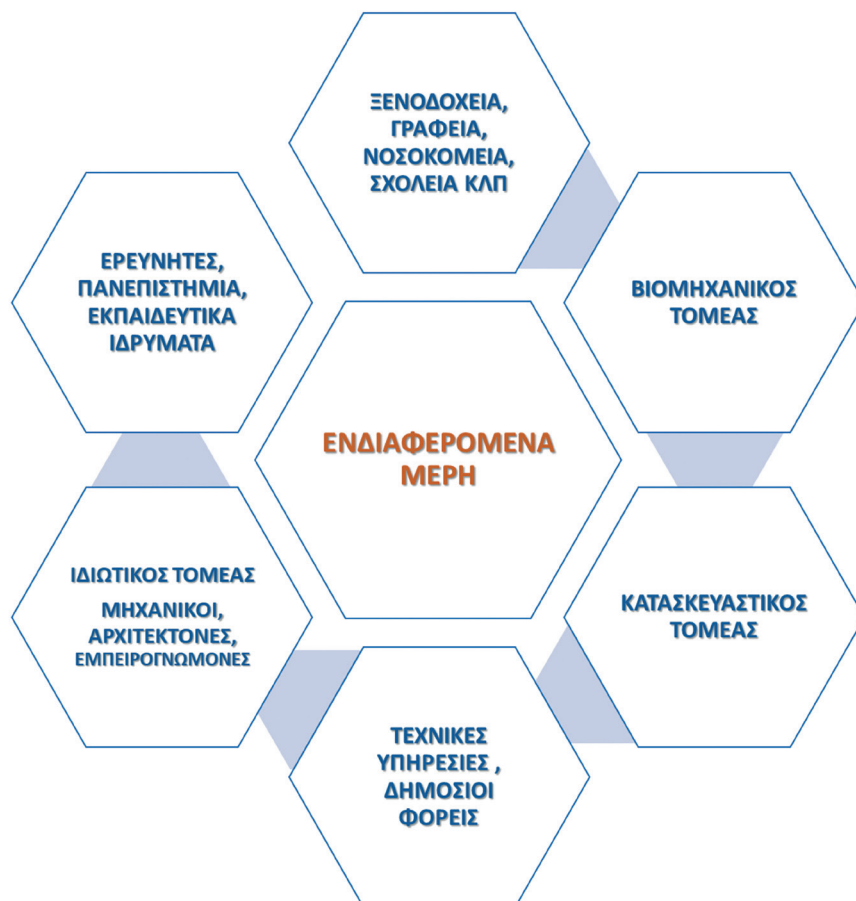 ΞΕΝΟΔΟΧΕΙΑ,
ΓΡΑΦΕΙΑ,
ΝΟΣΟΚΟΜΕΙΑ,
ΣΧΟΛΕΙΑ ΚΛΠ
ΕΡΕΥΝΗΤΕΣ,
ΠΑΝΕΠΙΣΤΗΜΙΑ,
ΕΚΠΑΙΔΕΥΤΙΚΑ
ΙΔΡΥΜΑΤΑ
ΒΙΟΜΗΧΑΝΙΚΟΣ
ΤΟΜΕΑΣ
ΕΝΔΙΑΦΕΡΟΜΕΝΑ
ΜΕΡΗ
ΙΔΙΩΤΙΚΟΣ ΤΟΜΕΑΣ
ΜΗΧΑΝΙΚΟΙ,
ΑΡΧΙΤΕΚΤΟΝΕΣ,
ΕΜΠΕΙΡΟΓΝΩΜΟΝΕΣ
ΚΑΤΑΣΚΕΥΑΣΤΙΚΟΣ
ΤΟΜΕΑΣ
ΤΕΧΝΙΚΕΣ
ΥΠΗΡΕΣΙΕΣ ,
ΔΗΜΟΣΙΟΙ
ΦΟΡΕΙΣ